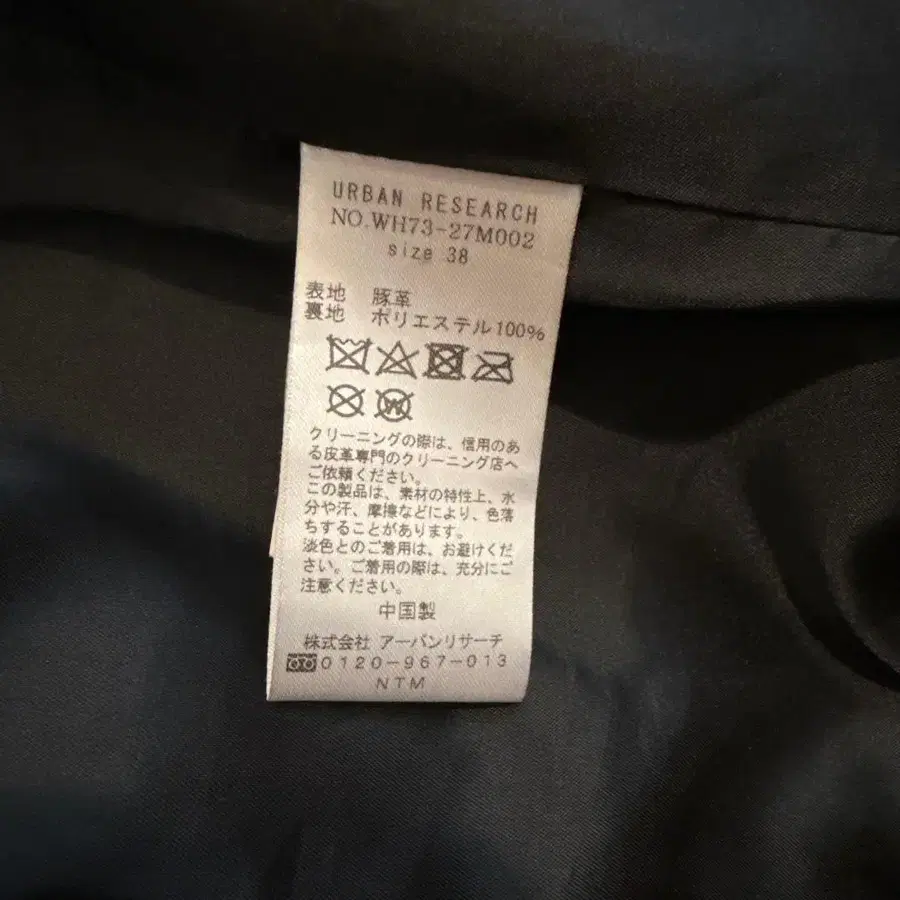 URBAN RESEARCH
NO.WH73-27M002
size 38
表地 豚革
裏地 ポリエステル100%
クリーニングの際は、信用のあ
る皮革専門のクリーニング店へ
ご依頼ください。
この製品は、素材の特性上、水
分や汗、摩擦などにより、色落
ちすることがあります。
淡色とのご着用は、お避けくだ
さい。ご着用の際は、充分にご
注意ください。
中国製
株式会社 アーバンリサーチ
0120-967-013
NTM